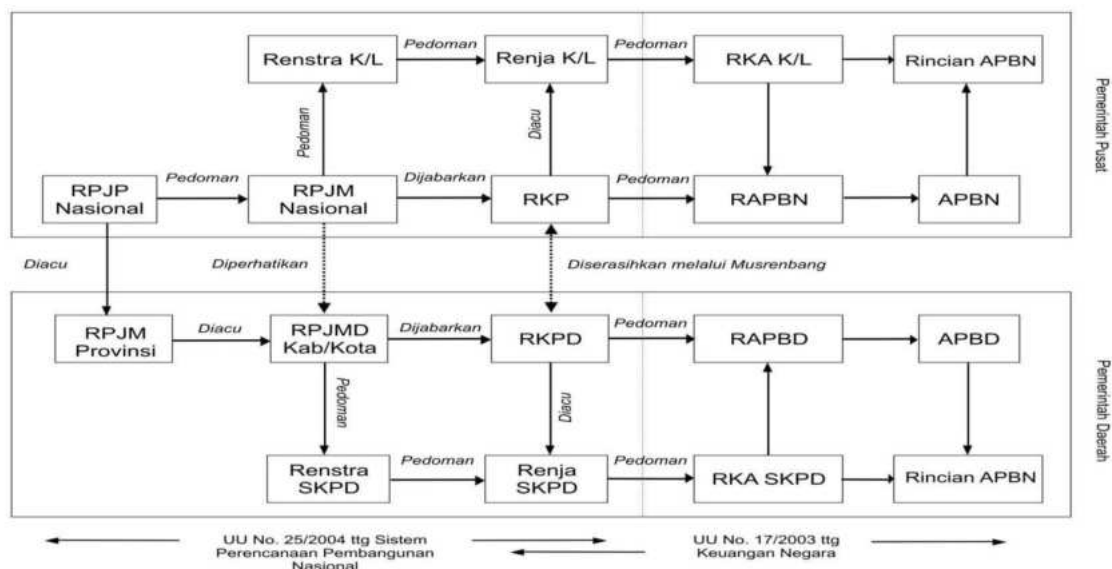 Pedoman
Pedoman
Renstra K/L
Renja K/L
RKA K/L
Rincian APBN
Pedoman
Diacu
Pemerintah Pusat
RPJP
Nasional
Pedoman
RPJM
Nasional
Dijabarkan
RKP
Pedoman
RAPBN
APBN
Diacu
Diperhatikan
Diserasihkan melalui Musrenbang
RPJM
Provinsi
Diacu
RPJMD
Kab/Kota
Dijabarkan
RKPD
Pedoman
RAPBD
APBD
Pedoman
Diacu
Pemerintah Daerah
Renstra
SKPD
Pedoman
Renja
SKPD
Pedoman
RKA SKPD
Rincian APBN
UU No. 25/2004 ttg Sistem
Perencanaan Pembangunan
Nasional
UU No. 17/2003 ttg
Keuangan Negara